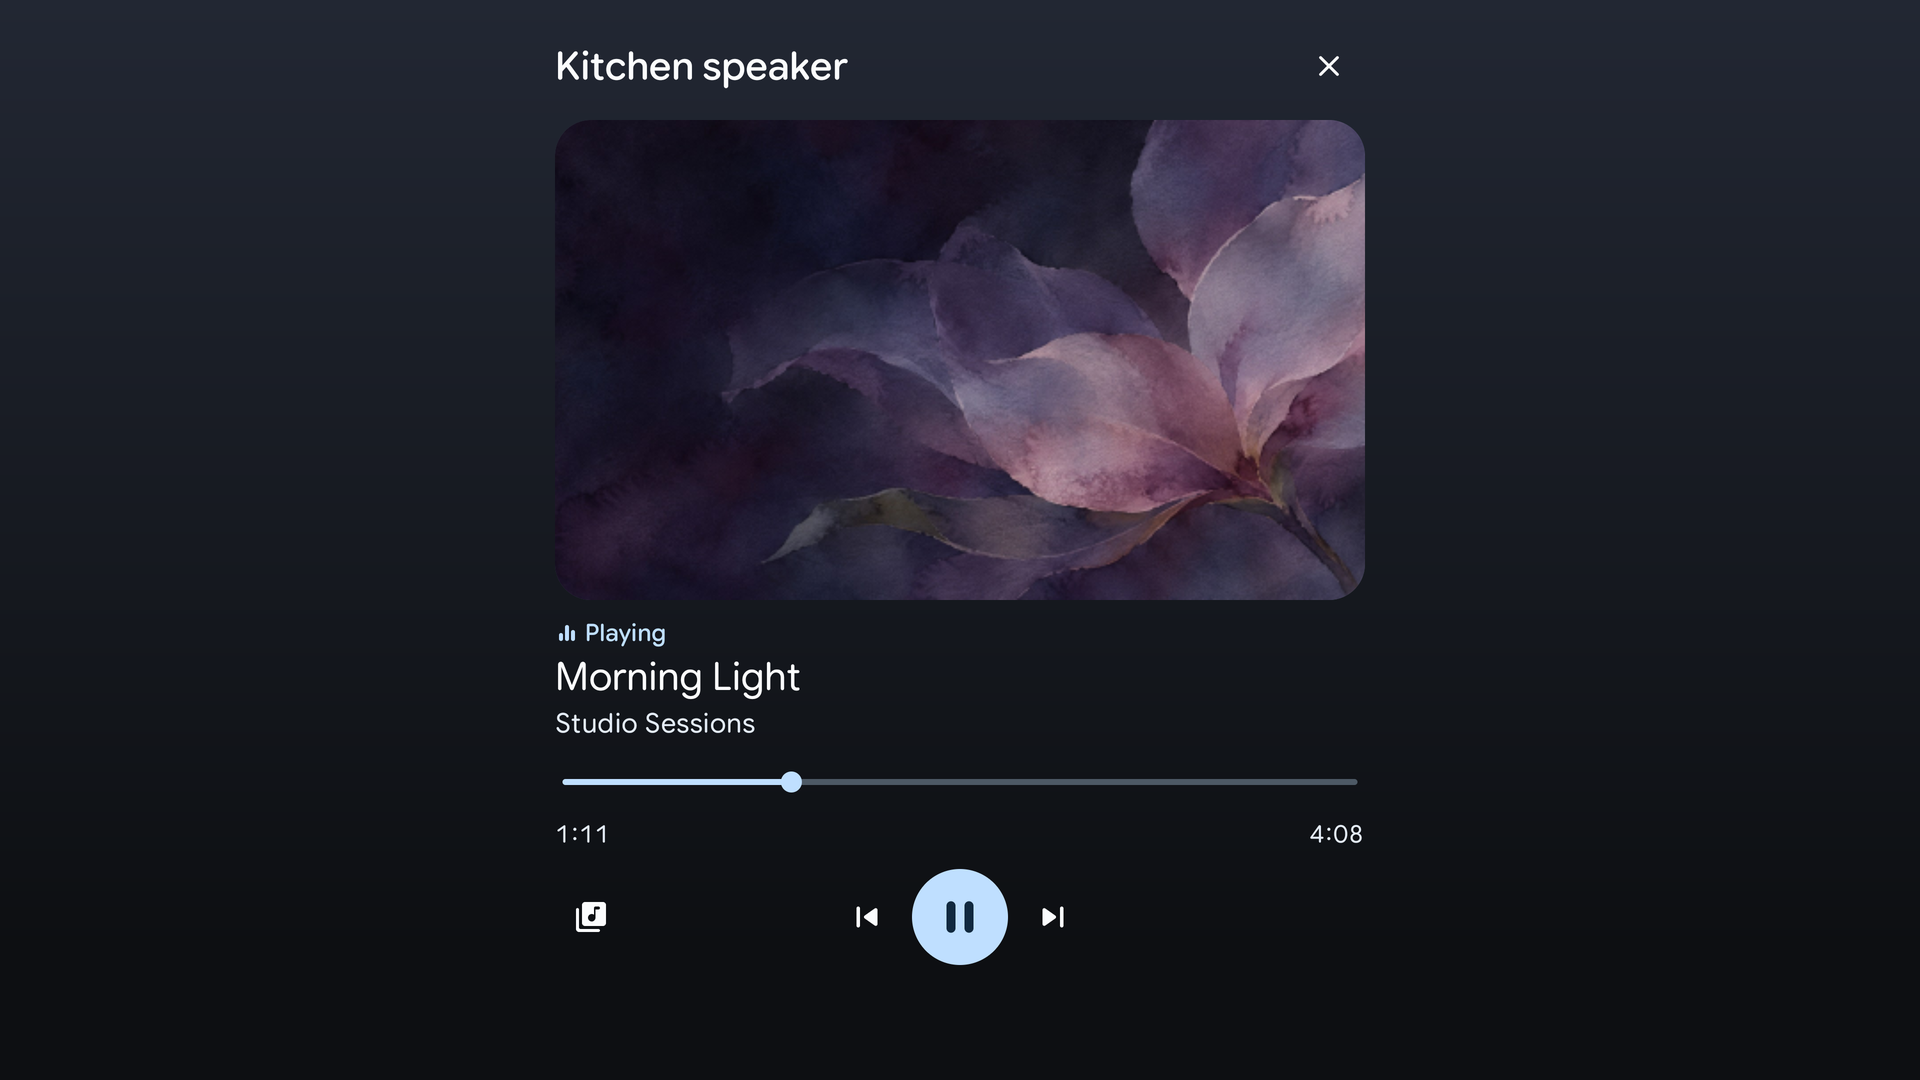 Kitchen speaker
Playing
Morning Light
Studio Sessions
1:11
4:08